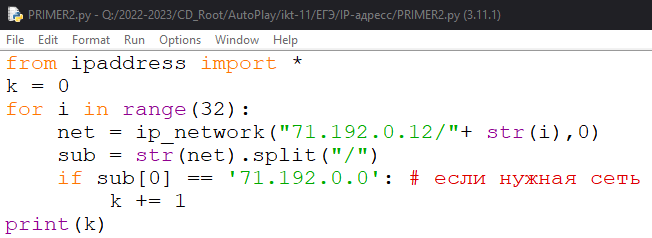 PRIMER2.py - Q:/2022-2023/CD_Root/AutoPlay/ikt-11/ЕГЭ/IP-адресс/PRIMER2.py (3.11.1)
File Edit Format Run Options Window Help
from ipaddress import *
k = 0
for i in range(32):
    net = ip_network("71.192.0.12/"+ str(i),0)
    sub = str(net).split("/")
    if sub[0] == '71.192.0.0': # если нужная сеть
        k += 1
print(k)